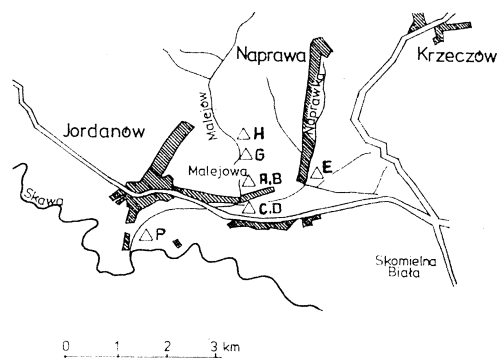 Naprawa
Krzeczów
Malejów
Naprawka
Jordanów
H
G
Malejowa
A,B
E
Skawa
C,D
P
Skomielna
Biała
0 1 2 3 km